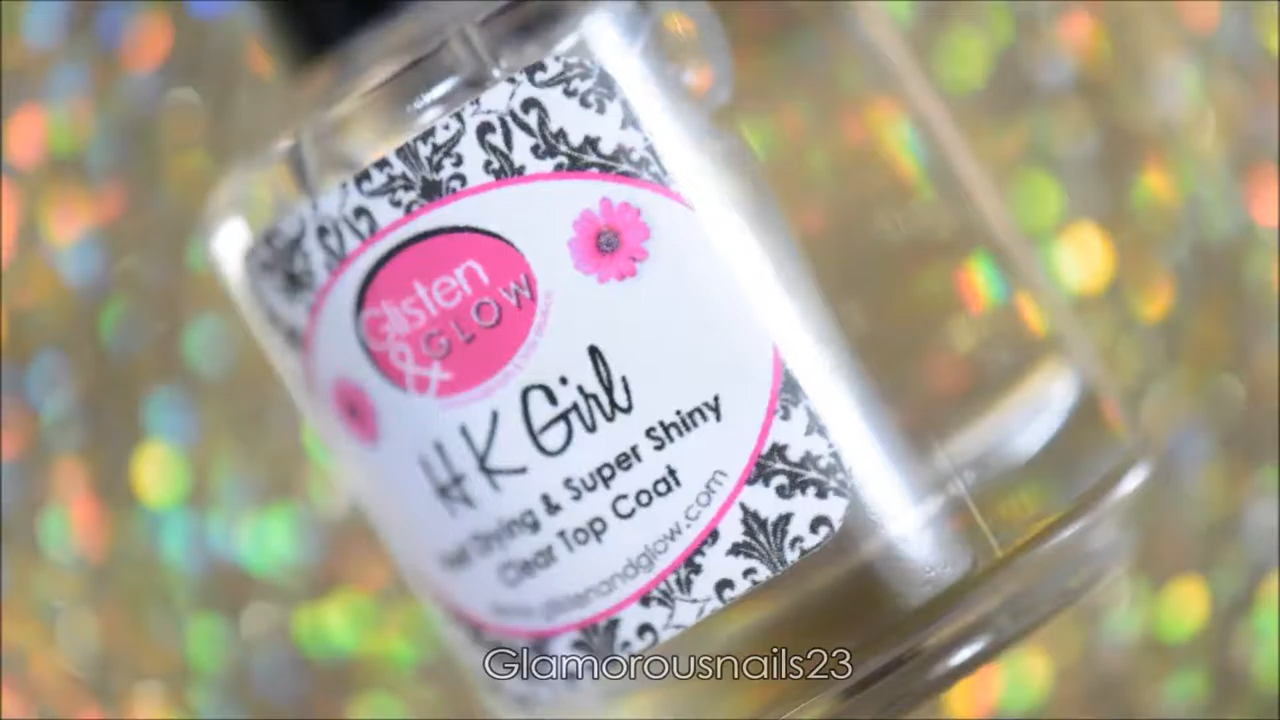 Glisten
& GLOW
HK Girl
Fast Drying & Super Shiny
Clear Top Coat
www.glistenandglow.com
Glamorousnails23